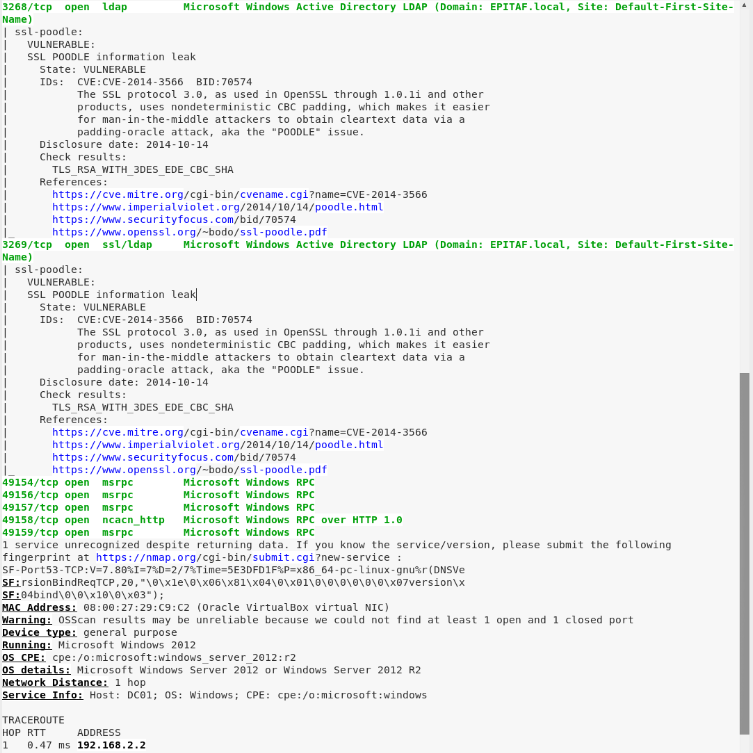 3268/tcp  open  ldap         Microsoft Windows Active Directory LDAP (Domain: EPITAF.local, Site: Default-First-Site-
Name)
| ssl-poodle:
|   VULNERABLE:
|   SSL POODLE information leak
|     State: VULNERABLE
|     IDs:  CVE:CVE-2014-3566  BID:70574
|           The SSL protocol 3.0, as used in OpenSSL through 1.0.1i and other
|           products, uses nondeterministic CBC padding, which makes it easier
|           for man-in-the-middle attackers to obtain cleartext data via a
|           padding-oracle attack, aka the "POODLE" issue.
|     Disclosure date: 2014-10-14
|     Check results:
|       TLS_RSA_WITH_3DES_EDE_CBC_SHA
|     References:
|       https://cve.mitre.org/cgi-bin/cvename.cgi?name=CVE-2014-3566
|       https://www.imperialviolet.org/2014/10/14/poodle.html
|       https://www.securityfocus.com/bid/70574
|_      https://www.openssl.org/~bodo/ssl-poodle.pdf
3269/tcp  open  ssl/ldap     Microsoft Windows Active Directory LDAP (Domain: EPITAF.local, Site: Default-First-Site-
Name)
| ssl-poodle:
|   VULNERABLE:
|   SSL POODLE information leak
|     State: VULNERABLE
|     IDs:  CVE:CVE-2014-3566  BID:70574
|           The SSL protocol 3.0, as used in OpenSSL through 1.0.1i and other
|           products, uses nondeterministic CBC padding, which makes it easier
|           for man-in-the-middle attackers to obtain cleartext data via a
|           padding-oracle attack, aka the "POODLE" issue.
|     Disclosure date: 2014-10-14
|     Check results:
|       TLS_RSA_WITH_3DES_EDE_CBC_SHA
|     References:
|       https://cve.mitre.org/cgi-bin/cvename.cgi?name=CVE-2014-3566
|       https://www.imperialviolet.org/2014/10/14/poodle.html
|       https://www.securityfocus.com/bid/70574
|_      https://www.openssl.org/~bodo/ssl-poodle.pdf
49154/tcp open  msrpc        Microsoft Windows RPC
49156/tcp open  msrpc        Microsoft Windows RPC
49157/tcp open  msrpc        Microsoft Windows RPC
49158/tcp open  ncacn_http   Microsoft Windows RPC over HTTP 1.0
49159/tcp open  msrpc        Microsoft Windows RPC
1 service unrecognized despite returning data. If you know the service/version, please submit the following
fingerprint at https://nmap.org/cgi-bin/submit.cgi?new-service :
SF-Port53-TCP:V=7.80%I=7%D=2/7%Time=5E3DFD1F%P=x86_64-pc-linux-gnu%r(DNSVe
SF:rsionBindReqTCP,20,"\0\x1e\0\x06\x81\x04\0\x01\0\0\0\0\0\0\x07version\x
SF:04bind\0\0\x10\0\x03");
MAC Address: 08:00:27:29:C9:C2 (Oracle VirtualBox virtual NIC)
Warning: OSScan results may be unreliable because we could not find at least 1 open and 1 closed port
Device type: general purpose
Running: Microsoft Windows 2012
OS CPE: cpe:/o:microsoft:windows_server_2012:r2
OS details: Microsoft Windows Server 2012 or Windows Server 2012 R2
Network Distance: 1 hop
Service Info: Host: DC01; OS: Windows; CPE: cpe:/o:microsoft:windows

TRACEROUTE
HOP RTT     ADDRESS
1   0.47 ms 192.168.2.2